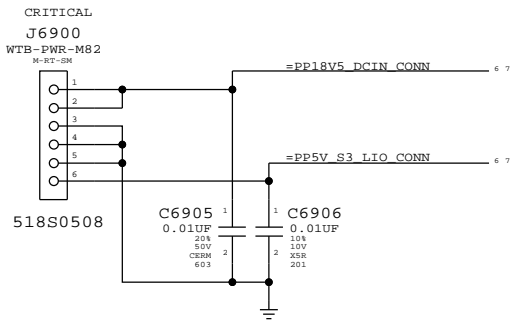 CRITICAL
J6900
WTB-PWR-M82
M-RT-SM
1
2
3
4
5
6
518S0508
=PP18V5_DCIN_CONN 6 7
=PP5V_S3_LIO_CONN 6 7
C6905 1
0.01UF
20%
50V 2
CERM
603
1 C6906
0.01UF
10%
2 10V
X5R
201